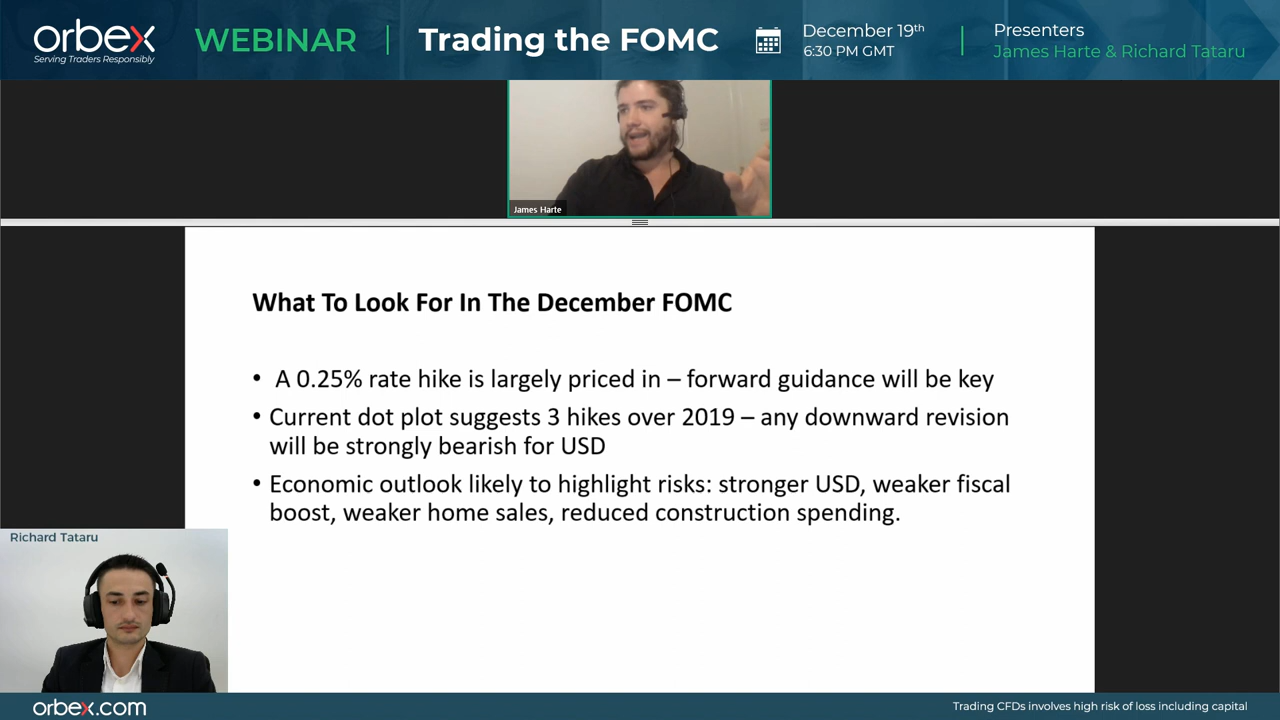 orbex
Serving Traders Responsibly
WEBINAR
Trading the FOMC
December 19th
6:30 PM GMT
Presenters
James Harte & Richard Tataru
James Harte
What To Look For In The December FOMC
• A 0.25% rate hike is largely priced in – forward guidance will be key
• Current dot plot suggests 3 hikes over 2019 – any downward revision
will be strongly bearish for USD
• Economic outlook likely to highlight risks: stronger USD, weaker fiscal
boost, weaker home sales, reduced construction spending.
Richard Tataru
orbex.com
Trading CFDs involves high risk of loss including capital